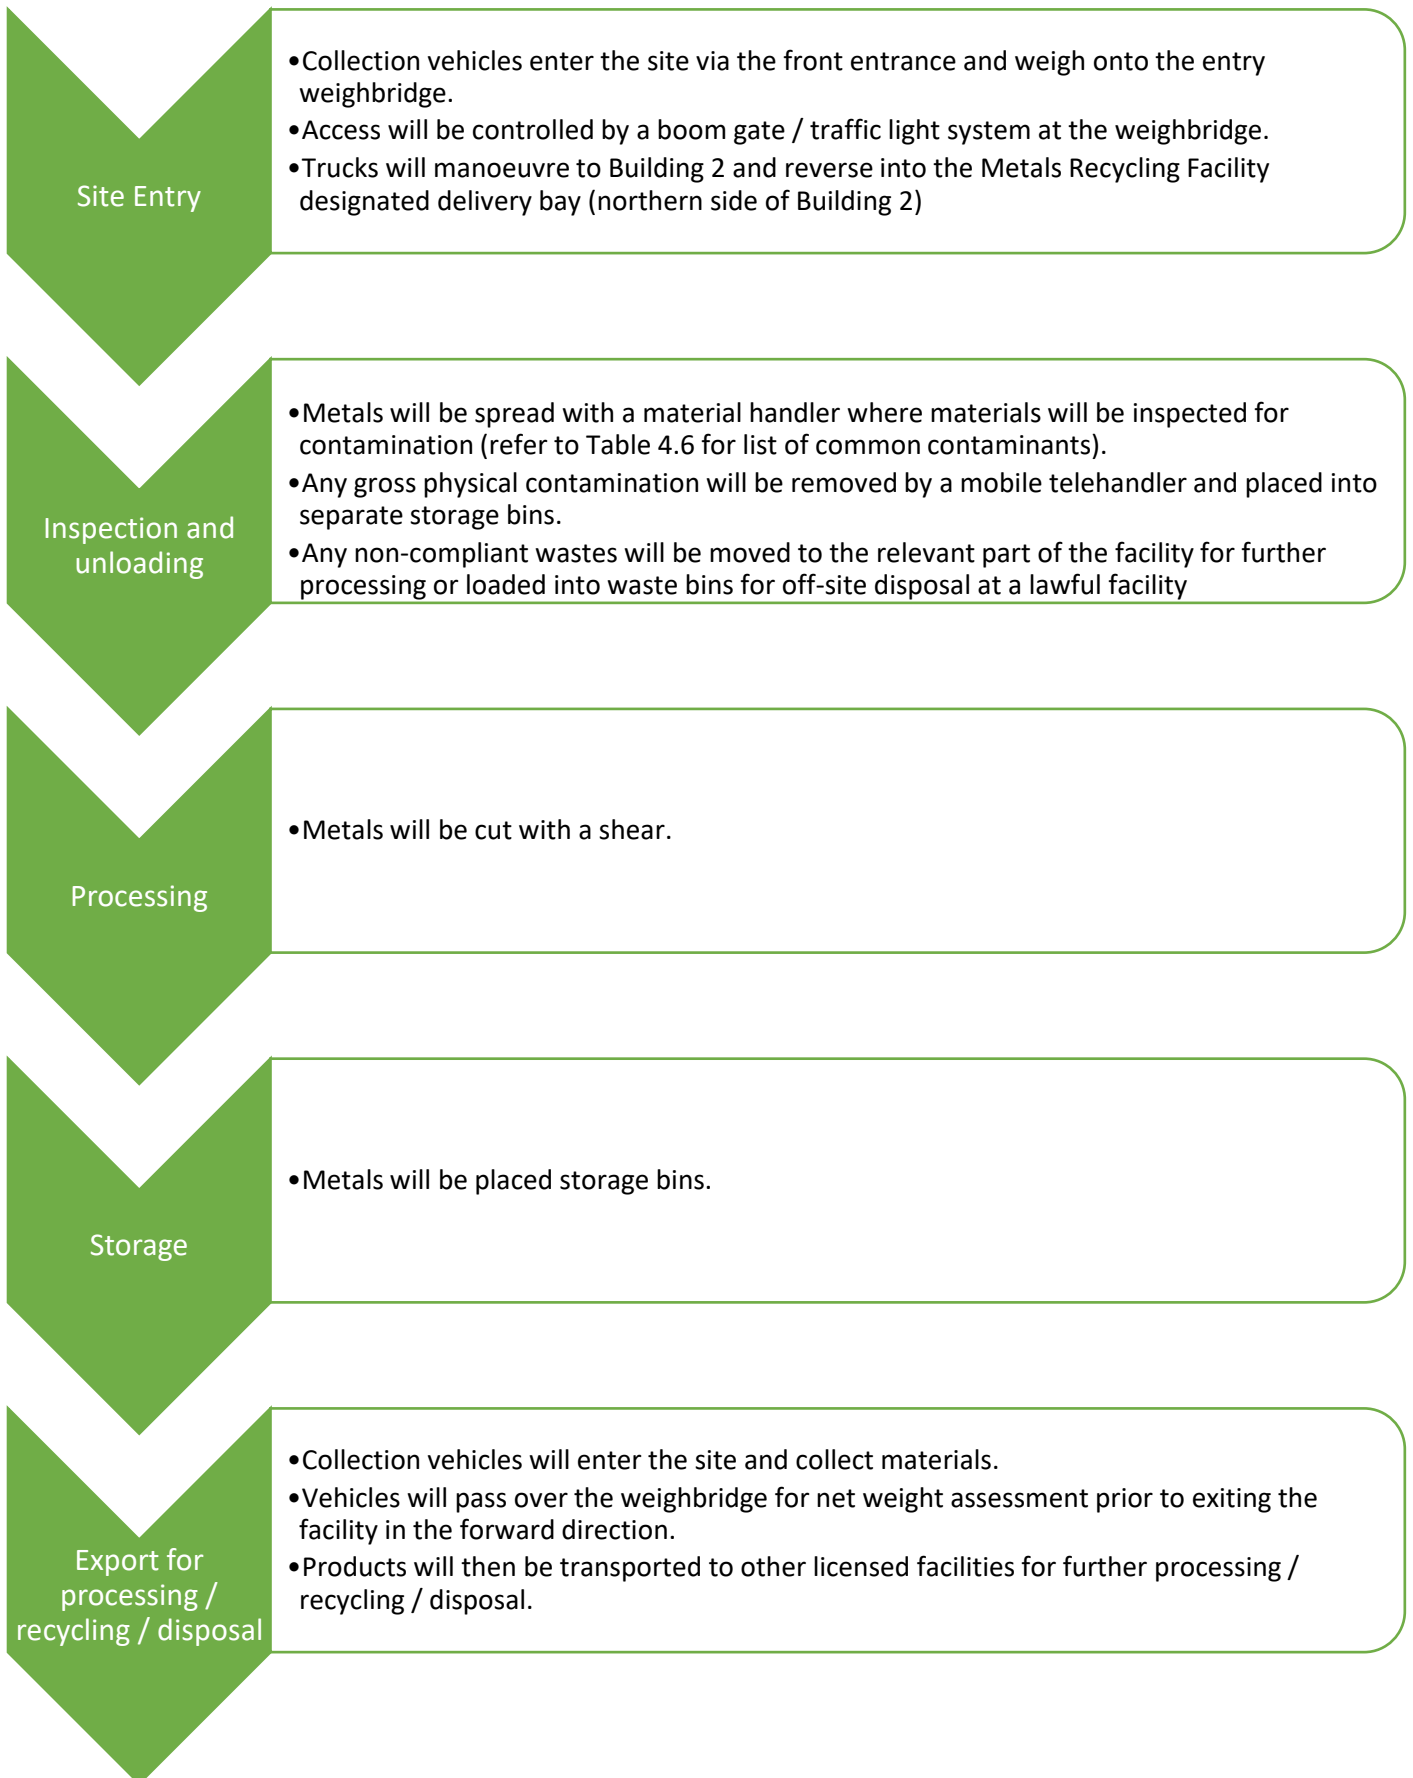 Site Entry
•Collection vehicles enter the site via the front entrance and weigh onto the entry
weighbridge.
•Access will be controlled by a boom gate / traffic light system at the weighbridge.
•Trucks will manoeuvre to Building 2 and reverse into the Metals Recycling Facility
designated delivery bay (northern side of Building 2)
Inspection and
unloading
•Metals will be spread with a material handler where materials will be inspected for
contamination (refer to Table 4.6 for list of common contaminants).
•Any gross physical contamination will be removed by a mobile telehandler and placed into
separate storage bins.
•Any non-compliant wastes will be moved to the relevant part of the facility for further
processing or loaded into waste bins for off-site disposal at a lawful facility
Processing
•Metals will be cut with a shear.
Storage
•Metals will be placed storage bins.
Export for
processing /
recycling / disposal
•Collection vehicles will enter the site and collect materials.
•Vehicles will pass over the weighbridge for net weight assessment prior to exiting the
facility in the forward direction.
•Products will then be transported to other licensed facilities for further processing /
recycling / disposal.